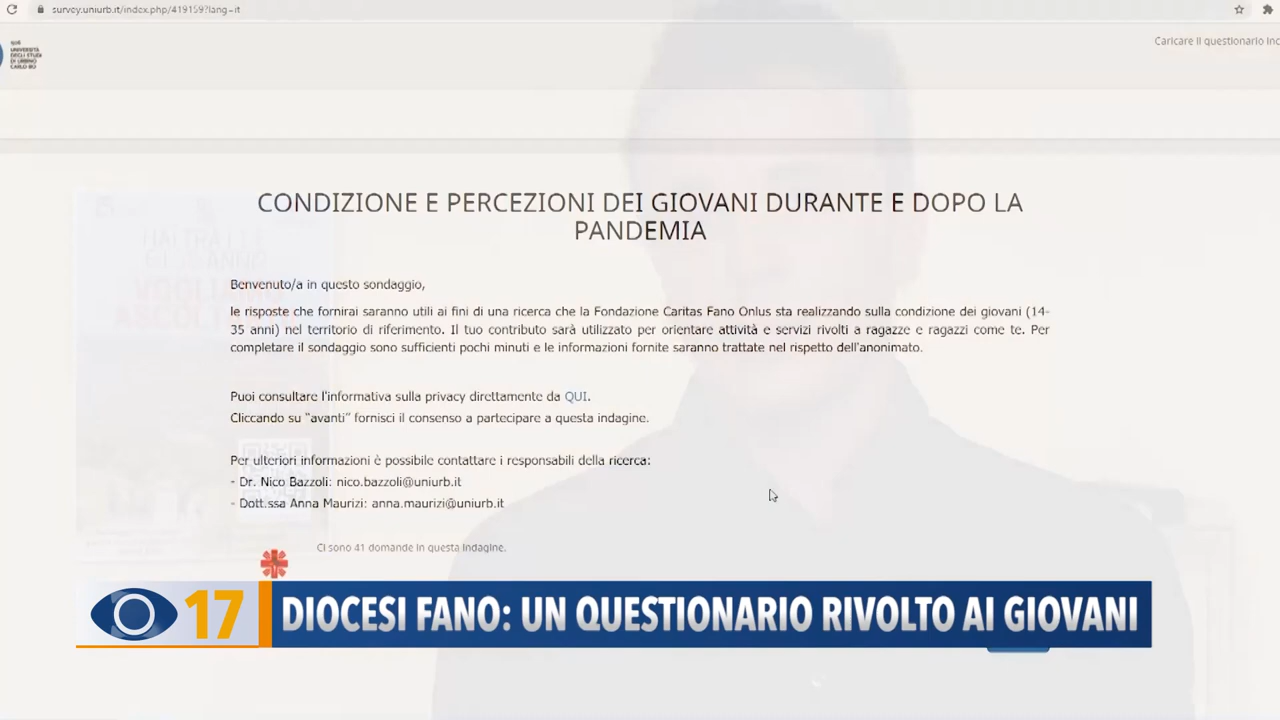 survey.uniurb.it/index.php/419159?lang=it
UNIVERSITÀ
DEGLI STUDI
DI URBINO
CARLO BO
Caricare il questionario inc
CONDIZIONE E PERCEZIONI DEI GIOVANI DURANTE E DOPO LA
PANDEMIA
Benvenuto/a in questo sondaggio,
le risposte che fornirai saranno utili ai fini di una ricerca che la Fondazione Caritas Fano Onlus sta realizzando sulla condizione dei giovani (14-
35 anni) nel territorio di riferimento. Il tuo contributo sarà utilizzato per orientare attività e servizi rivolti a ragazze e ragazzi come te. Per
completare il sondaggio sono sufficienti pochi minuti e le informazioni fornite saranno trattate nel rispetto dell'anonimato.
Puoi consultare l'informativa sulla privacy direttamente da QUI.
Cliccando su “avanti” fornisci il consenso a partecipare a questa indagine.
Per ulteriori informazioni è possibile contattare i responsabili della ricerca:
- Dr. Nico Bazzoli: nico.bazzoli@uniurb.it
- Dott.ssa Anna Maurizi: anna.maurizi@uniurb.it
Ci sono 41 domande in questa indagine.
17
DIOCESI FANO: UN QUESTIONARIO RIVOLTO AI GIOVANI